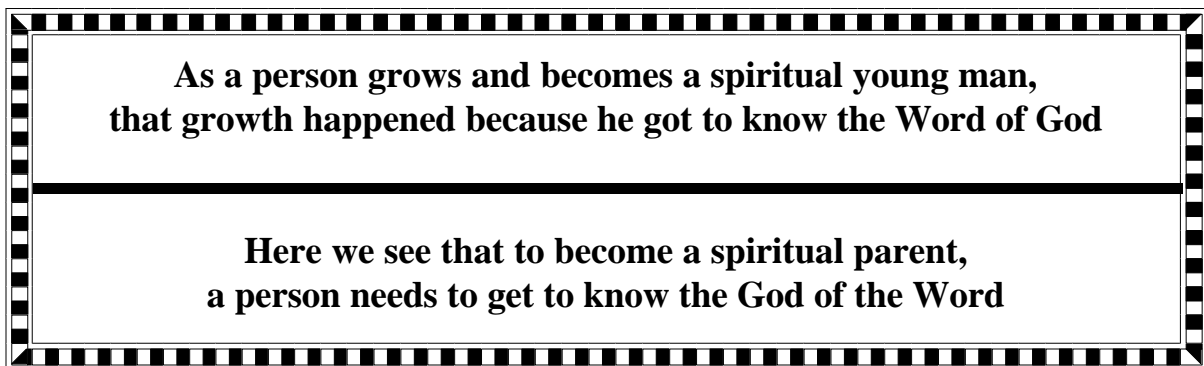 As a person grows and becomes a spiritual young man,
that growth happened because he got to know the Word of God
Here we see that to become a spiritual parent,
a person needs to get to know the God of the Word